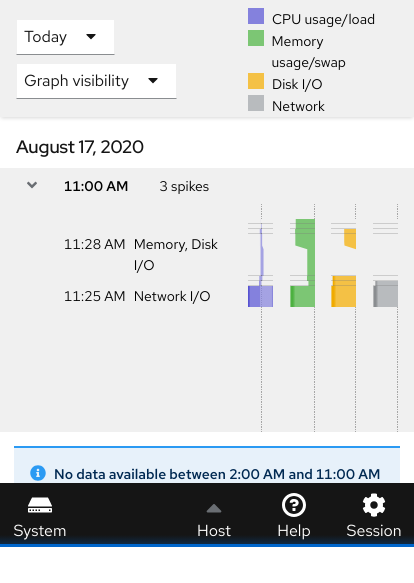 Today
Graph visibility
CPU usage/load
Memory
usage/swap
Disk I/O
Network
August 17, 2020
11:00 AM 3 spikes
11:28 AM Memory, Disk
I/O
11:25 AM Network I/O
No data available between 2:00 AM and 11:00 AM
System
Host
Help
Session